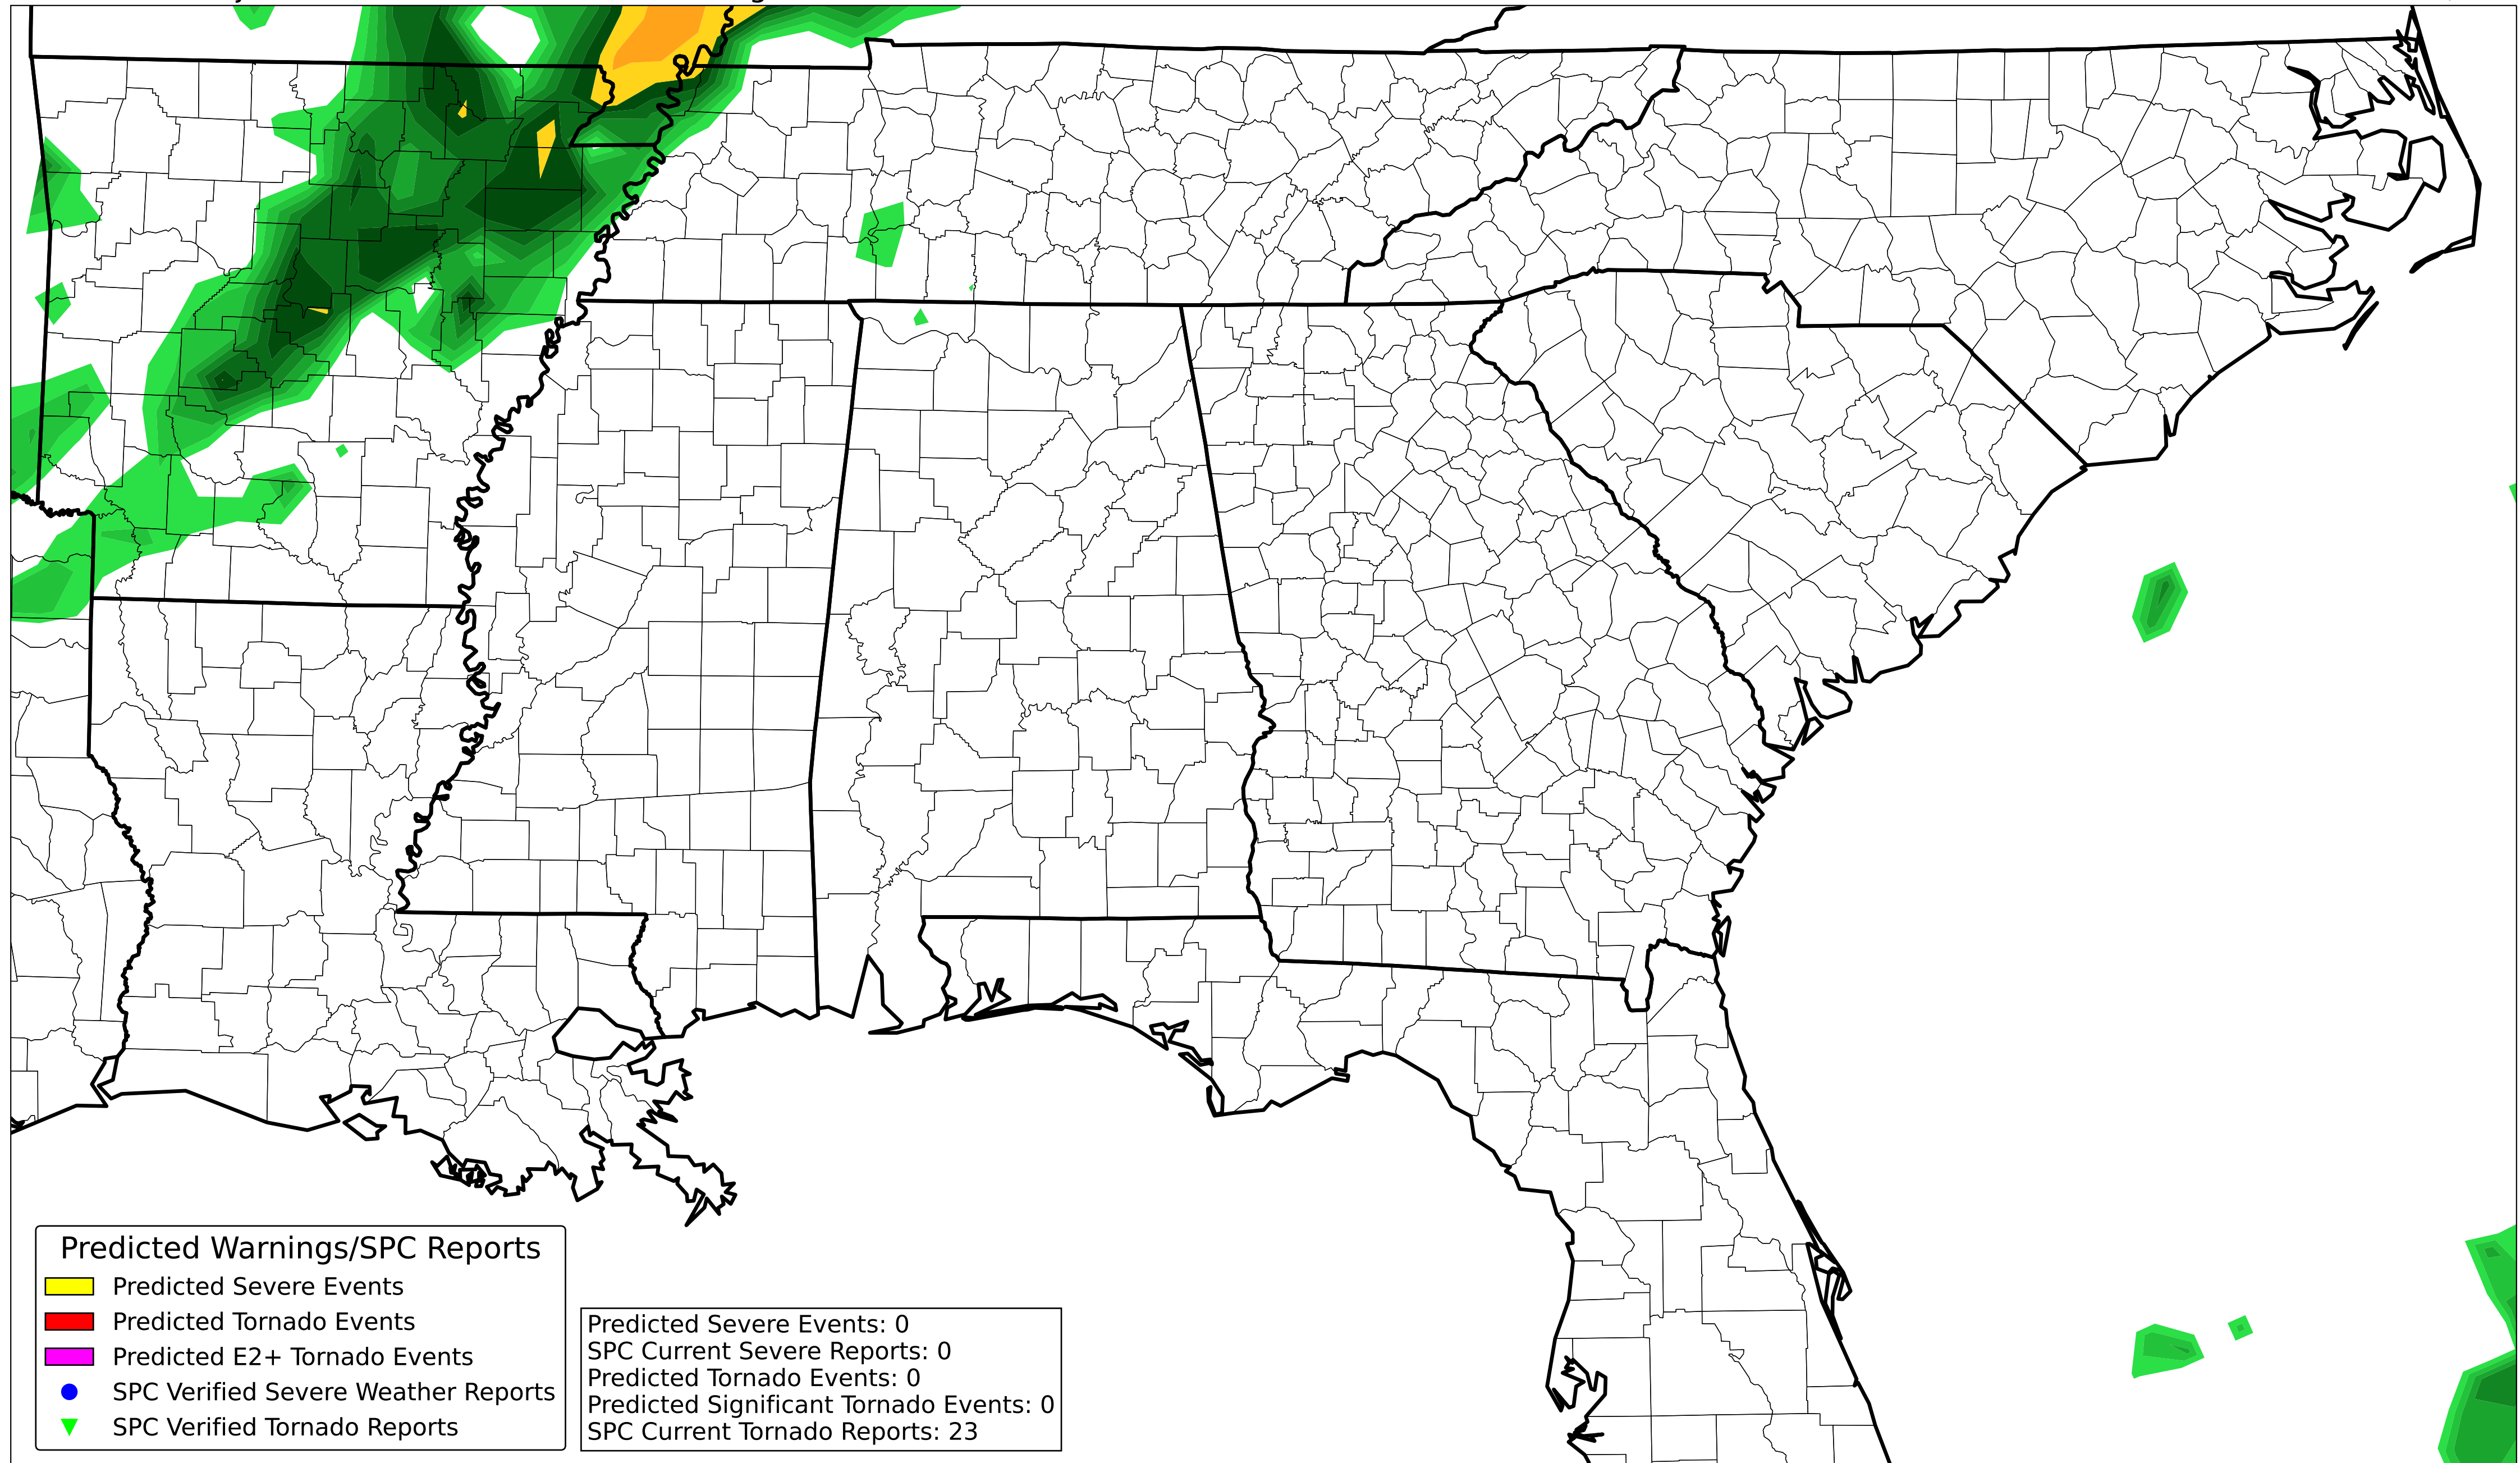 Predicted Warnings/SPC Reports
Predicted Severe Events
Predicted Tornado Events
Predicted E2+ Tornado Events
SPC Verified Severe Weather Reports
SPC Verified Tornado Reports
Predicted Severe Events: 0
SPC Current Severe Reports: 0
Predicted Tornado Events: 0
Predicted Significant Tornado Events: 0
SPC Current Tornado Reports: 23